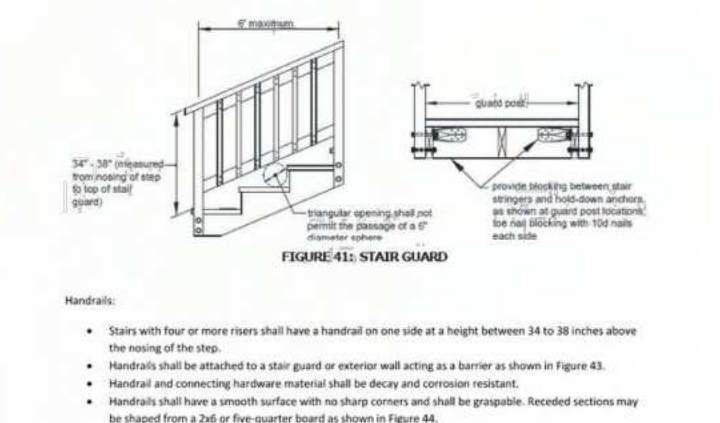 6' maximum
guard post
34" - 38" (measured
from nosing of step
to top of stair
guard)
triangular opening shall not
permit the passage of a 6"
diameter sphere
provide blocking between stair
stringers and hold-down anchors,
as shown at guard post locations;
toe nail blocking with 10d nails
each side
FIGURE 41: STAIR GUARD
Handrails:
• Stairs with four or more risers shall have a handrail on one side at a height between 34 to 38 inches above
the nosing of the step.
• Handrails shall be attached to a stair guard or exterior wall acting as a barrier as shown in Figure 43.
• Handrail and connecting hardware material shall be decay and corrosion resistant.
• Handrails shall have a smooth surface with no sharp corners and shall be graspable. Receded sections may
be shaped from a 2x6 or five-quarter board as shown in Figure 44.